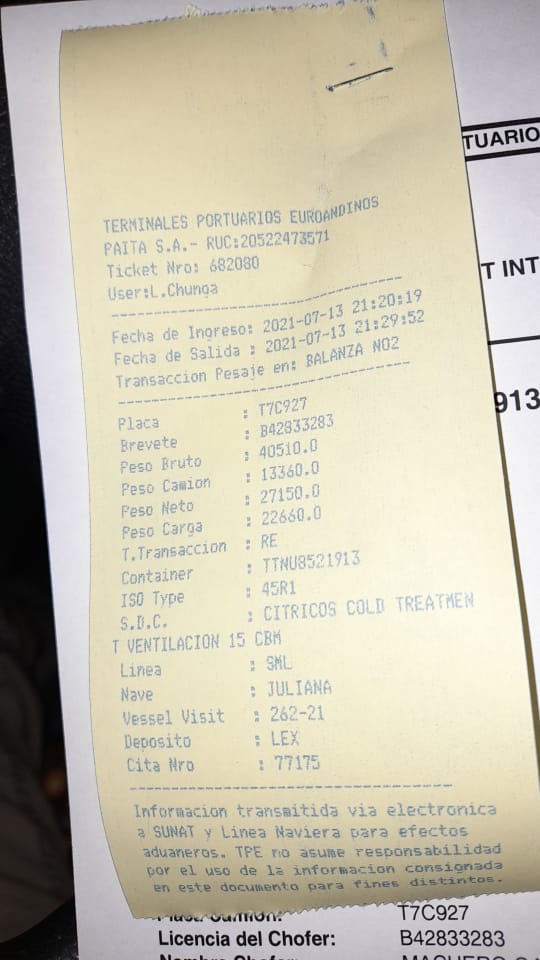 TERMINALES PORTUARIOS EUROANDINOS
PAITA S.A.- RUC:20522473571
Ticket Nro: 682080
User:L.Chunga
Fecha de Ingreso: 2021-07-13 21:20:19
Fecha de Salida : 2021-07-13 21:29:52
Transaccion Pesaje en: BALANZA NO2
Placa : T7C927
Brevete : B42833283
Peso Bruto : 40510.0
Peso Camion : 13360.0
Peso Neto : 27150.0
Peso Carga : 22660.0
T.Transaccion : RE
Container : TTNU8521913
ISO Type : 45R1
S.D.C. : CITRICOS COLD TREATMEN
T VENTILACION 15 CBM
Linea : SML
Nave : JULIANA
Vessel Visit : 262-21
Deposito : LEX
Cita Nro : 77175
Informacion transmitida via electronica
a SUNAT y Linea Naviera para efectos
aduaneros. TPE no asume responsabilidad
por el uso de la informacion consignada
en este documento para fines distintos.
TUARIO
T INT
913
T7C927
Licencia del Chofer: B42833283